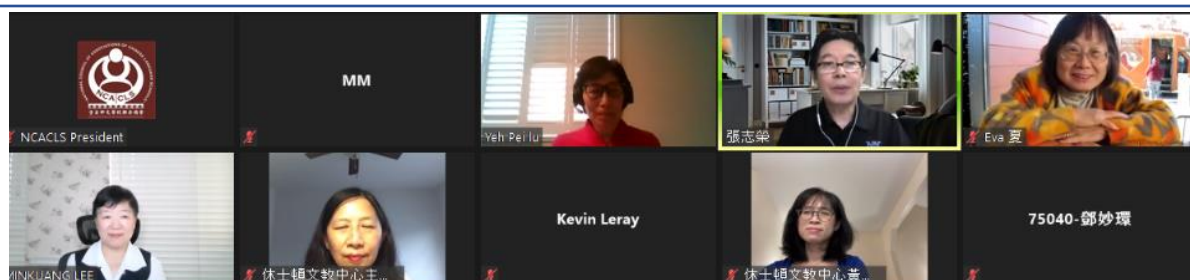 NCACLS
NCACLS President
MM
Yeh Pei lu
張志榮
Eva 夏
MINKUANG LEE
休士頓文教中心主...
Kevin Leray
休士頓文教中心黃...
75040-鄧妙環